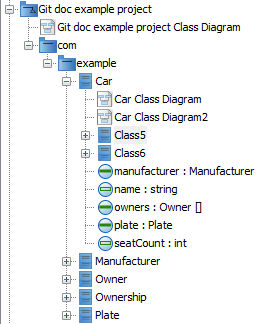 Git doc example project
Git doc example project Class Diagram
com
example
Car
Car Class Diagram
Car Class Diagram2
Class5
Class6
manufacturer : Manufacturer
name : string
owners : Owner []
plate : Plate
seatCount : int
Manufacturer
Owner
Ownership
Plate